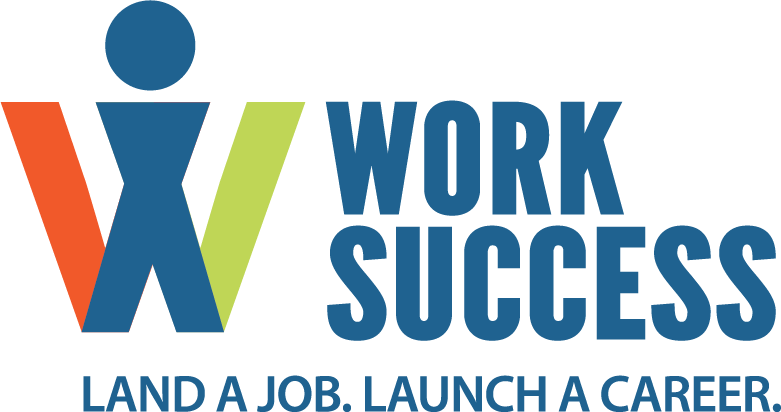 WORK
SUCCESS
LAND A JOB. LAUNCH A CAREER.